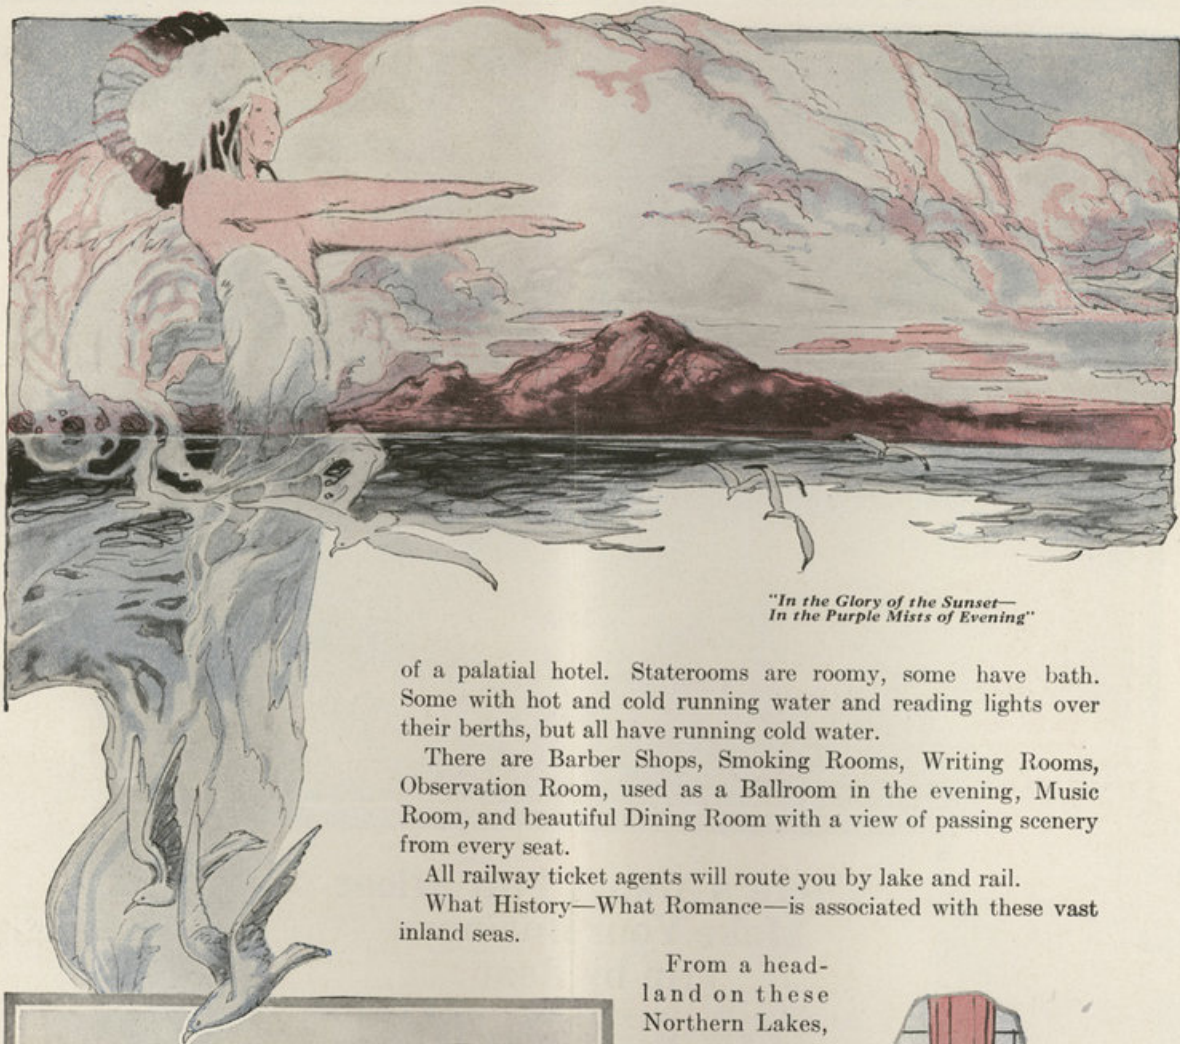 "In the Glory of the Sunset—
In the Purple Mists of Evening"
of a palatial hotel. Staterooms are roomy, some have bath.
Some with hot and cold running water and reading lights over
their berths, but all have running cold water.
There are Barber Shops, Smoking Rooms, Writing Rooms,
Observation Room, used as a Ballroom in the evening, Music
Room, and beautiful Dining Room with a view of passing scenery
from every seat.
All railway ticket agents will route you by lake and rail.
What History—What Romance—is associated with these vast
inland seas.
From a head-
land on these
Northern Lakes,